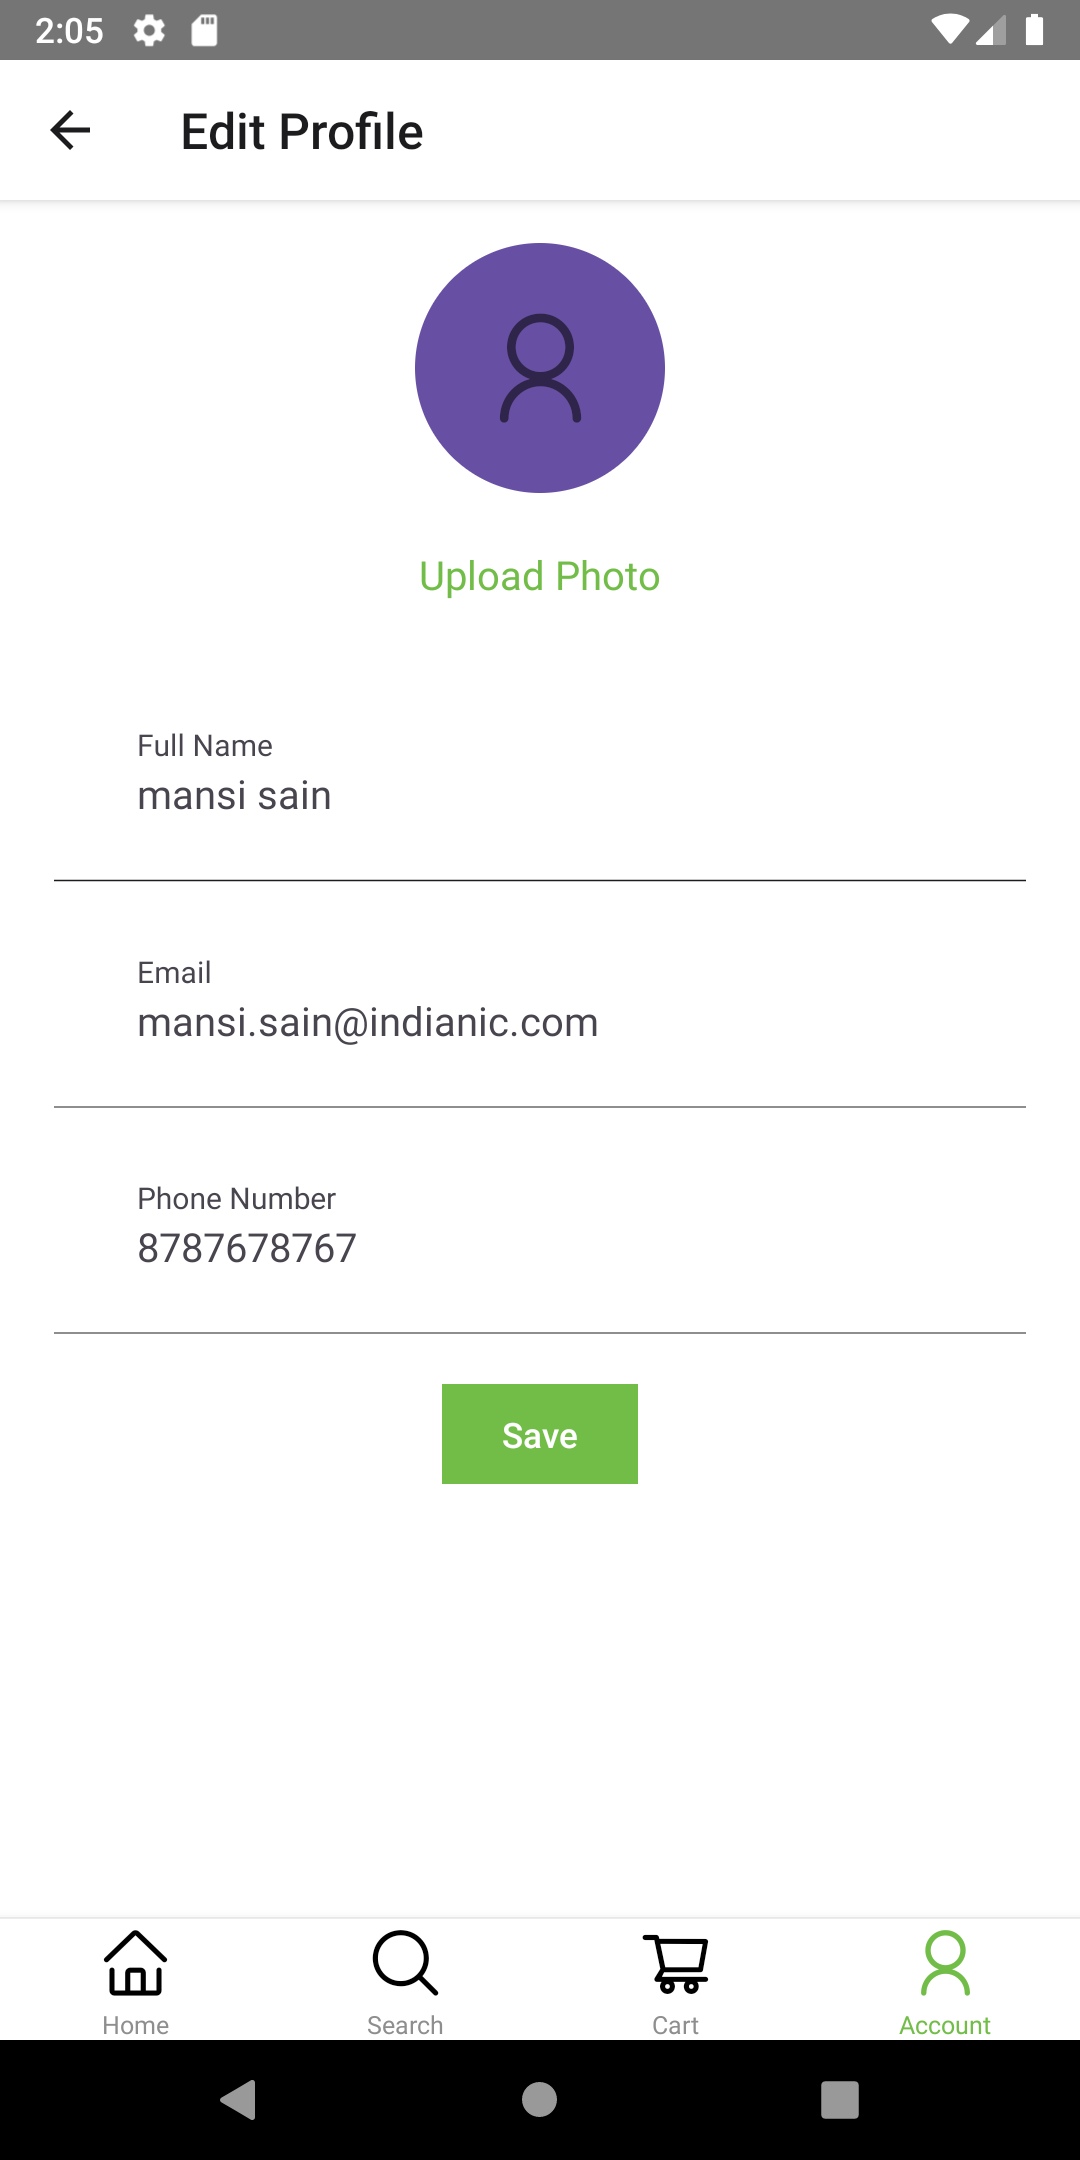 2:05
Edit Profile
Upload Photo
Full Name
mansi sain
Email
mansi.sain@indianic.com
Phone Number
8787678767
Save
Home
Search
Cart
Account